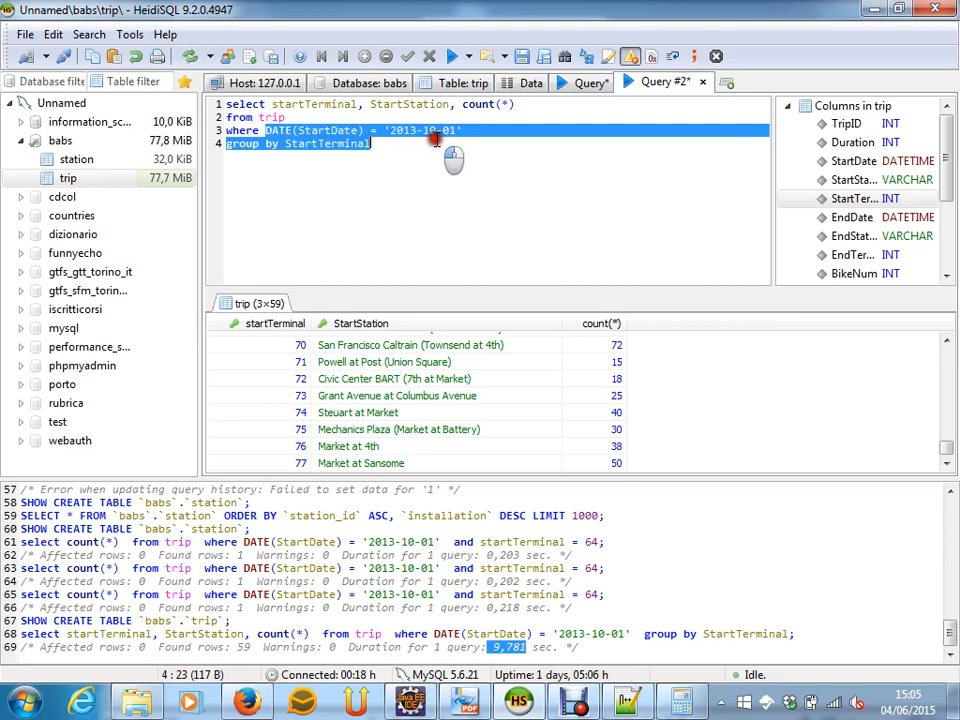 Unnamed\babs\trip\ - HeidiSQL 9.2.0.4947
File Edit Search Tools Help
Database filte Table filter Host: 127.0.0.1 Database: babs Table: trip Data Query* Query #2*
Unnamed
information_sc... 10,0 KiB
babs 77,8 MiB
station 32,0 KiB
trip 77,7 MiB
cdcol
countries
dizionario
funnyecho
gtfs_gtt_torino_it
gtfs_sfm_torin...
iscritticorsi
mysql
performance_s...
phpmyadmin
porto
rubrica
test
webauth
1 select startTerminal, StartStation, count(*)
2 from trip
3 where DATE(StartDate) = '2013-10-01'
4 group by StartTerminal
Columns in trip
TripID INT
Duration INT
StartDate DATETIME
StartSta... VARCHAR
StartTer... INT
EndDate DATETIME
EndStat... VARCHAR
EndTer... INT
BikeNum INT
trip (3×59)
startTerminal StartStation count(*)
70 San Francisco Caltrain (Townsend at 4th) 72
71 Powell at Post (Union Square) 15
72 Civic Center BART (7th at Market) 18
73 Grant Avenue at Columbus Avenue 25
74 Steuart at Market 40
75 Mechanics Plaza (Market at Battery) 30
76 Market at 4th 38
77 Market at Sansome 50
57 /* Error when updating query history: Failed to set data for '1' */
58 SHOW CREATE TABLE `babs`.`station`;
59 SELECT * FROM `babs`.`station` ORDER BY `station_id` ASC, `installation` DESC LIMIT 1000;
60 SHOW CREATE TABLE `babs`.`station`;
61 select count(*) from trip where DATE(StartDate) = '2013-10-01' and startTerminal = 64;
62 /* Affected rows: 0 Found rows: 1 Warnings: 0 Duration for 1 query: 0,203 sec. */
63 select count(*) from trip where DATE(StartDate) = '2013-10-01' and startTerminal = 64;
64 /* Affected rows: 0 Found rows: 1 Warnings: 0 Duration for 1 query: 0,202 sec. */
65 select count(*) from trip where DATE(StartDate) = '2013-10-01' and startTerminal = 64;
66 /* Affected rows: 0 Found rows: 1 Warnings: 0 Duration for 1 query: 0,218 sec. */
67 SHOW CREATE TABLE `babs`.`trip`;
68 select startTerminal, StartStation, count(*) from trip where DATE(StartDate) = '2013-10-01' group by StartTerminal;
69 /* Affected rows: 0 Found rows: 59 Warnings: 0 Duration for 1 query: 9,781 sec. */
4 : 23 (117 B) Connected: 00:18 h MySQL 5.6.21 Uptime: 1 days, 05:06 h Idle.
15:05
04/06/2015